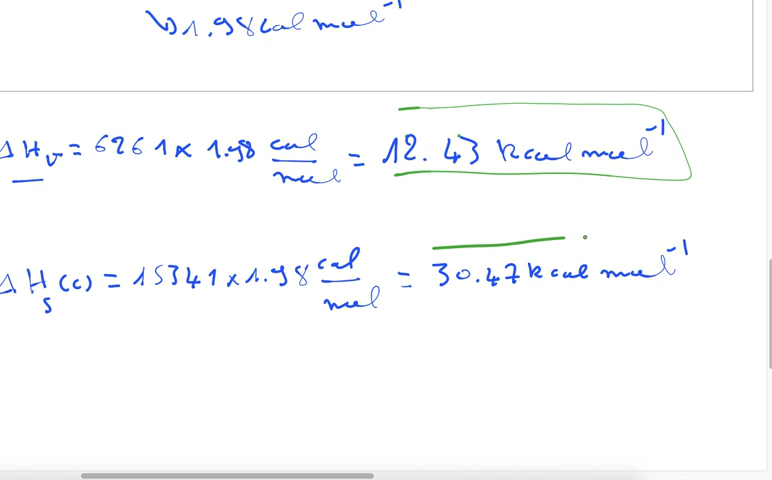 ↳ 1.98 cal mol⁻¹
ΔHᵥ = 6261 × 1.98 cal/mol = 12.43 kcal mol⁻¹
ΔHₛ(c) = 15341 × 1.98 cal/mol = 30.47 kcal mol⁻¹